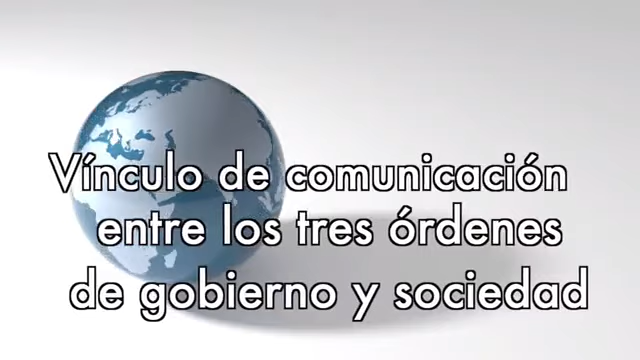 Vínculo de comunicación
entre los tres órdenes
de gobierno y sociedad